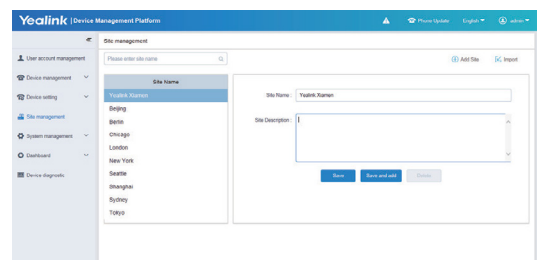 Yealink | Device Management Platform
Phone Update
English
admin
Site management
User account management
Device management
Device setting
Site management
System management
Dashboard
Device diagnostic
Please enter site name
Add Site
Import
Site Name
Yealink Xiamen
Beijing
Berlin
Chicago
London
New York
Seattle
Shanghai
Sydney
Tokyo
Site Name : Yealink Xiamen
Site Description :
Save
Save and add
Delete